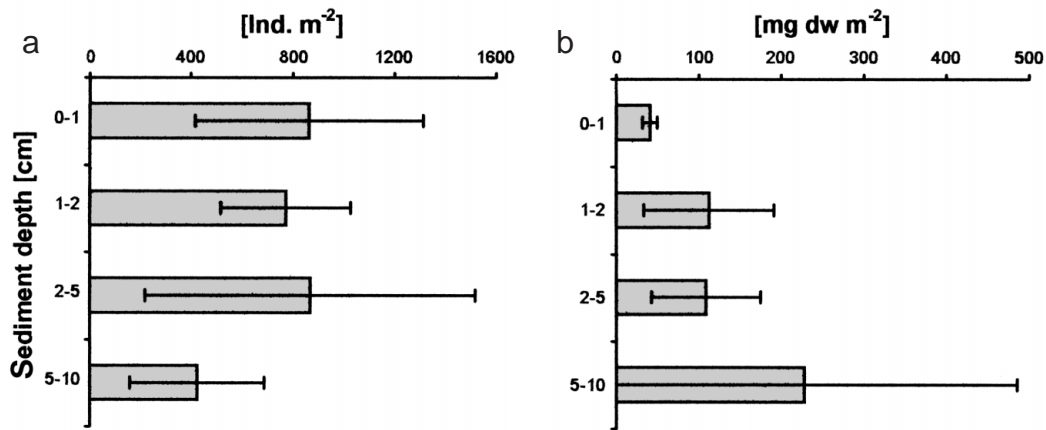 a
[Ind. m-2]
0 400 800 1200 1600
Sediment depth [cm]
0-1
1-2
2-5
5-10
b
[mg dw m-2]
0 100 200 300 400 500
0-1
1-2
2-5
5-10